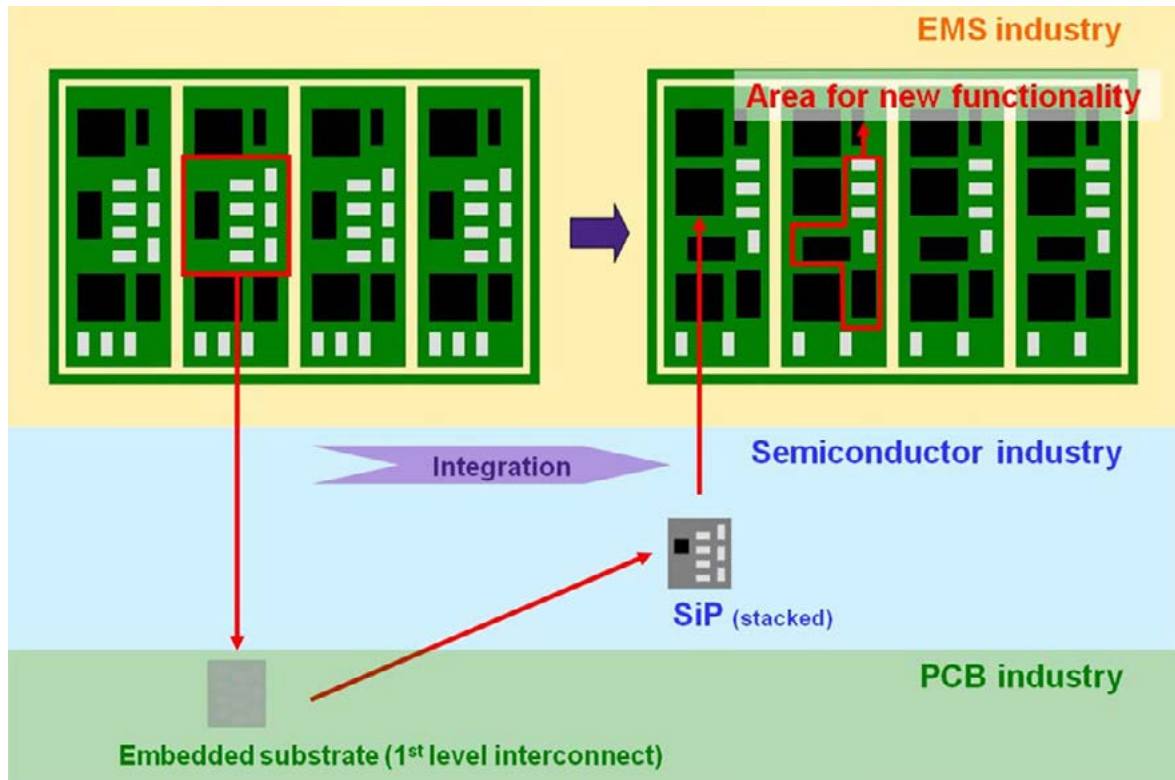 EMS industry
Area for new functionality
Semiconductor industry
Integration
SiP (stacked)
PCB industry
Embedded substrate (1st level interconnect)